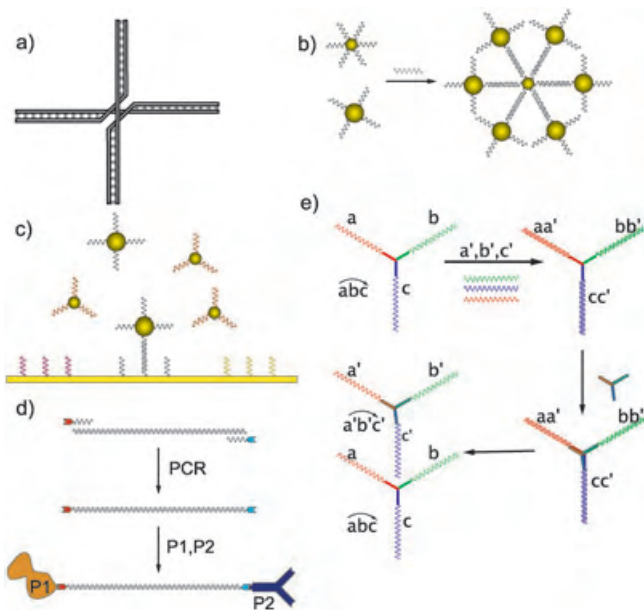 a)
b)
c)
d)
PCR
P1,P2
P1
P2
e)
a
b
c
abc
a',b',c'
aa'
bb'
cc'
aa'
bb'
cc'
a'
b'
c'
a'b'c'
a
b
c
abc